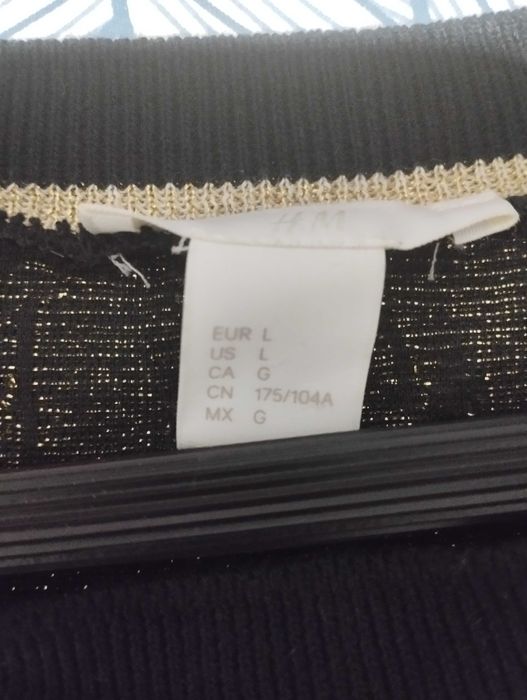 H&M
EUR L
US L
CA G
CN 175/104A
MX G